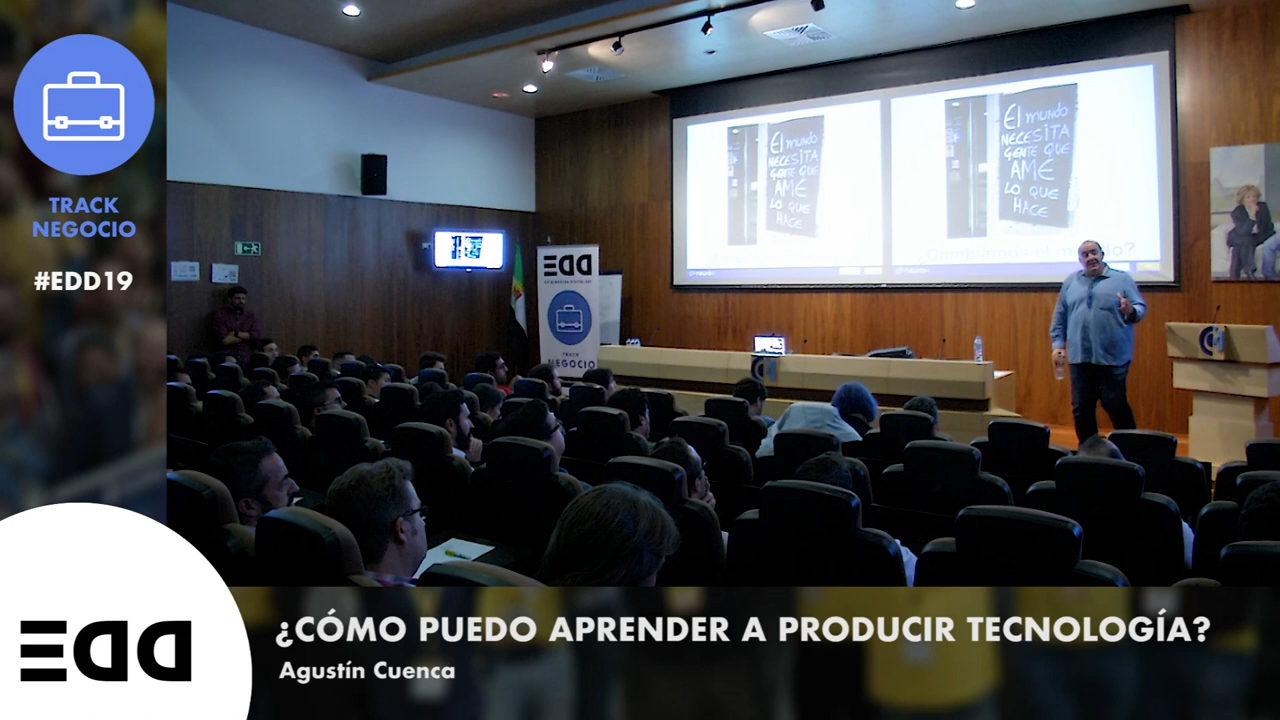 TRACK
NEGOCIO
#EDD19
EDD
¿CÓMO PUEDO APRENDER A PRODUCIR TECNOLOGÍA?
Agustín Cuenca
El mundo
NECESITA
GENTE QUE
AME
LO QUE
HACE
El mundo
NECESITA
GENTE QUE
AME
LO QUE
HACE
EDD
TRACK
NEGOCIO